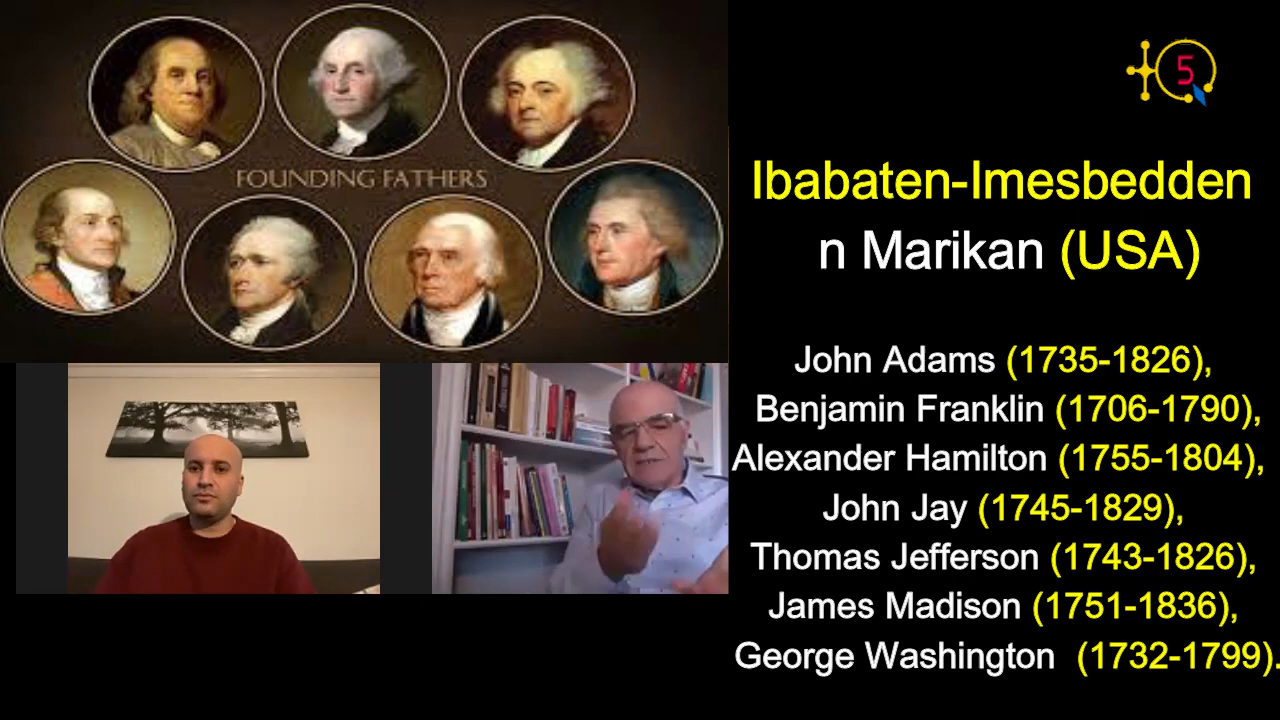 FOUNDING FATHERS
5
Ibabaten-Imesbedden
n Marikan (USA)
John Adams (1735-1826),
Benjamin Franklin (1706-1790),
Alexander Hamilton (1755-1804),
John Jay (1745-1829),
Thomas Jefferson (1743-1826),
James Madison (1751-1836),
George Washington (1732-1799).